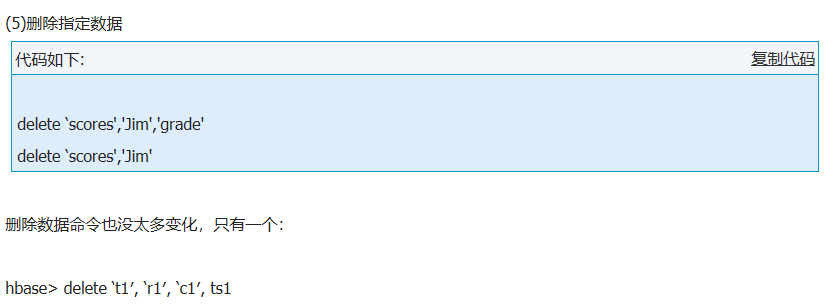 (5)删除指定数据
代码如下:
复制代码
delete `scores','Jim','grade'
delete `scores','Jim'
删除数据命令也没太多变化，只有一个：
hbase> delete ‘t1′, ‘r1′, ‘c1′, ts1